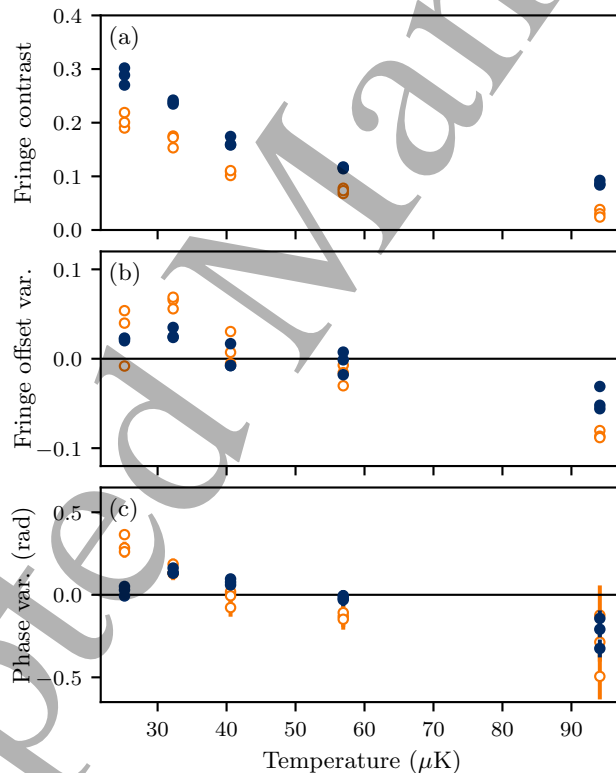 0.4
(a)
0.3
0.2
0.1
0.0
Fringe contrast
0.1
(b)
0.0
−0.1
Fringe offset var.
0.5
(c)
0.0
−0.5
Phase var. (rad)
30 40 50 60 70 80 90
Temperature (μK)
pted Man